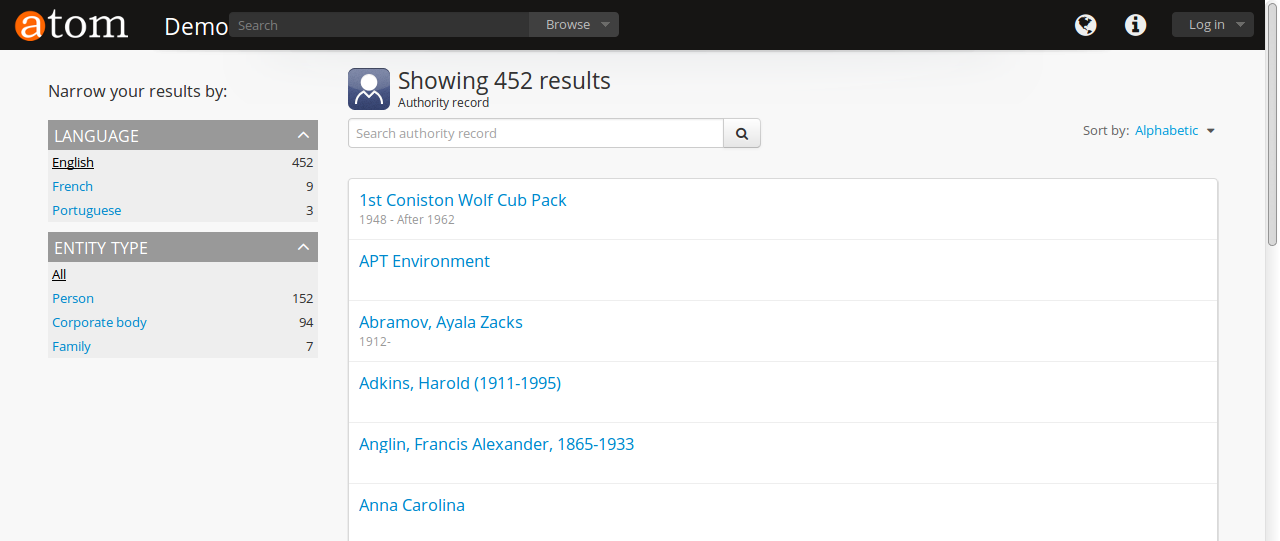 atom Demo Search Browse Log in
Narrow your results by:
LANGUAGE
English 452
French 9
Portuguese 3
ENTITY TYPE
All
Person 152
Corporate body 94
Family 7
Showing 452 results
Authority record
Search authority record
Sort by: Alphabetic
1st Coniston Wolf Cub Pack
1948 - After 1962
APT Environment
Abramov, Ayala Zacks
1912-
Adkins, Harold (1911-1995)
Anglin, Francis Alexander, 1865-1933
Anna Carolina